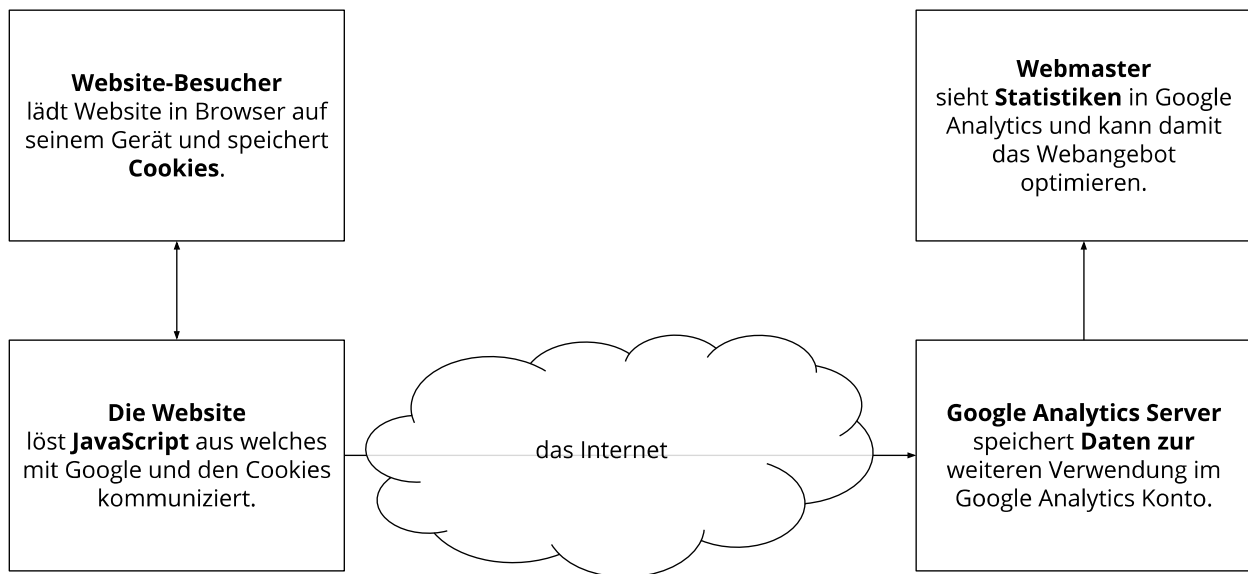 Website-Besucher
lädt Website in Browser auf
seinem Gerät und speichert
Cookies.
Webmaster
sieht Statistiken in Google
Analytics und kann damit
das Webangebot
optimieren.
Die Website
löst JavaScript aus welches
mit Google und den Cookies
kommuniziert.
das Internet
Google Analytics Server
speichert Daten zur
weiteren Verwendung im
Google Analytics Konto.